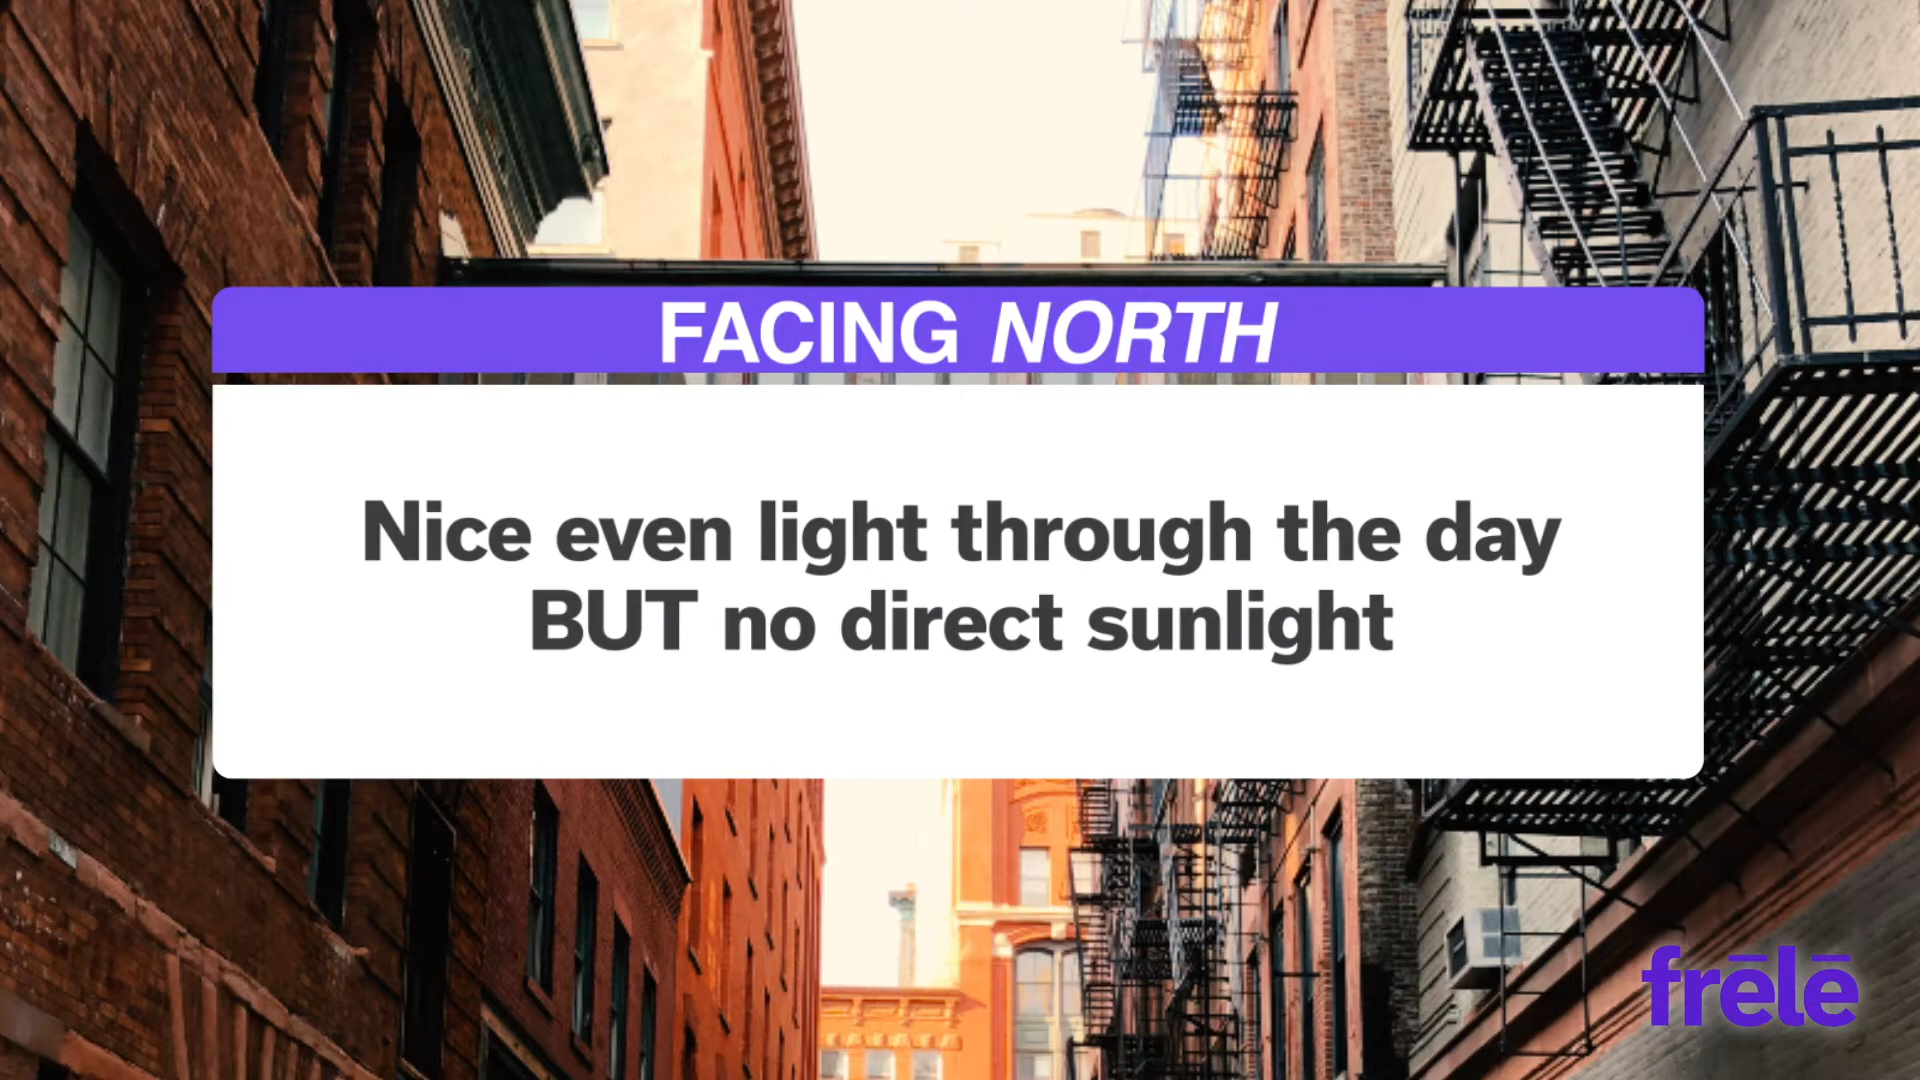 FACING NORTH
Nice even light through the day
BUT no direct sunlight
frēlē